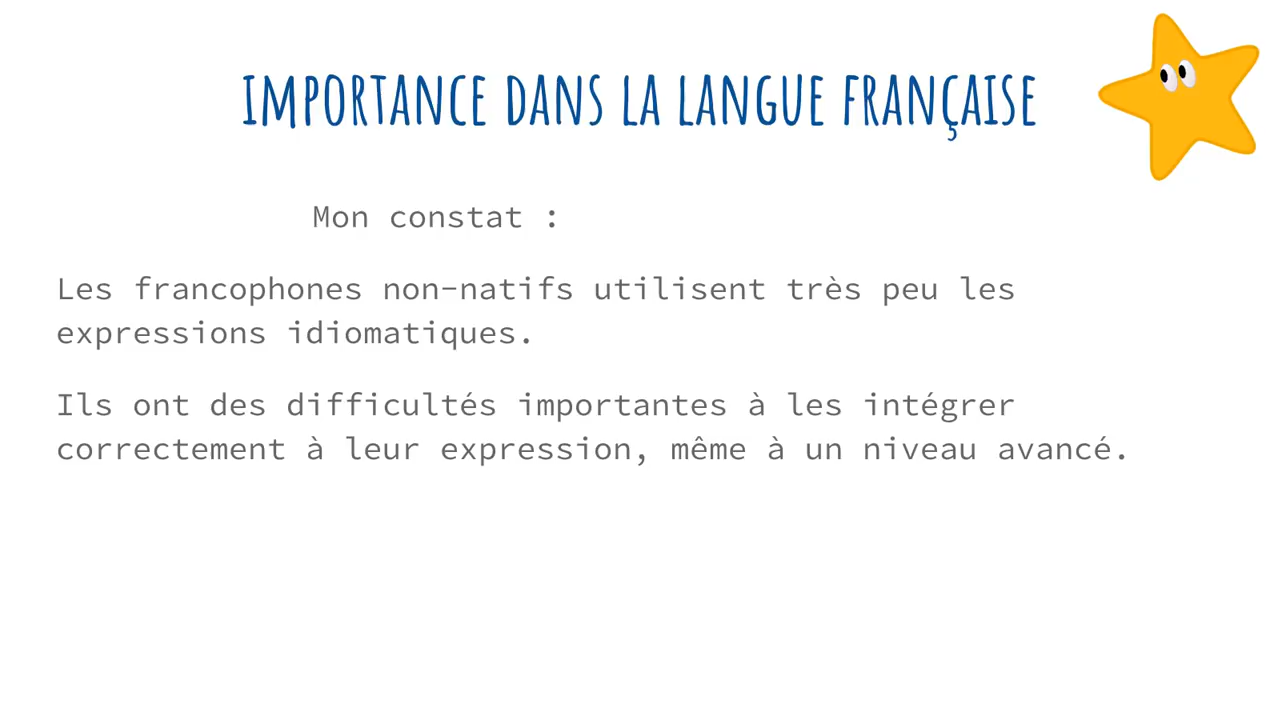 IMPORTANCE DANS LA LANGUE FRANÇAISE
Mon constat :
Les francophones non-natifs utilisent très peu les
expressions idiomatiques.
Ils ont des difficultés importantes à les intégrer
correctement à leur expression, même à un niveau avancé.